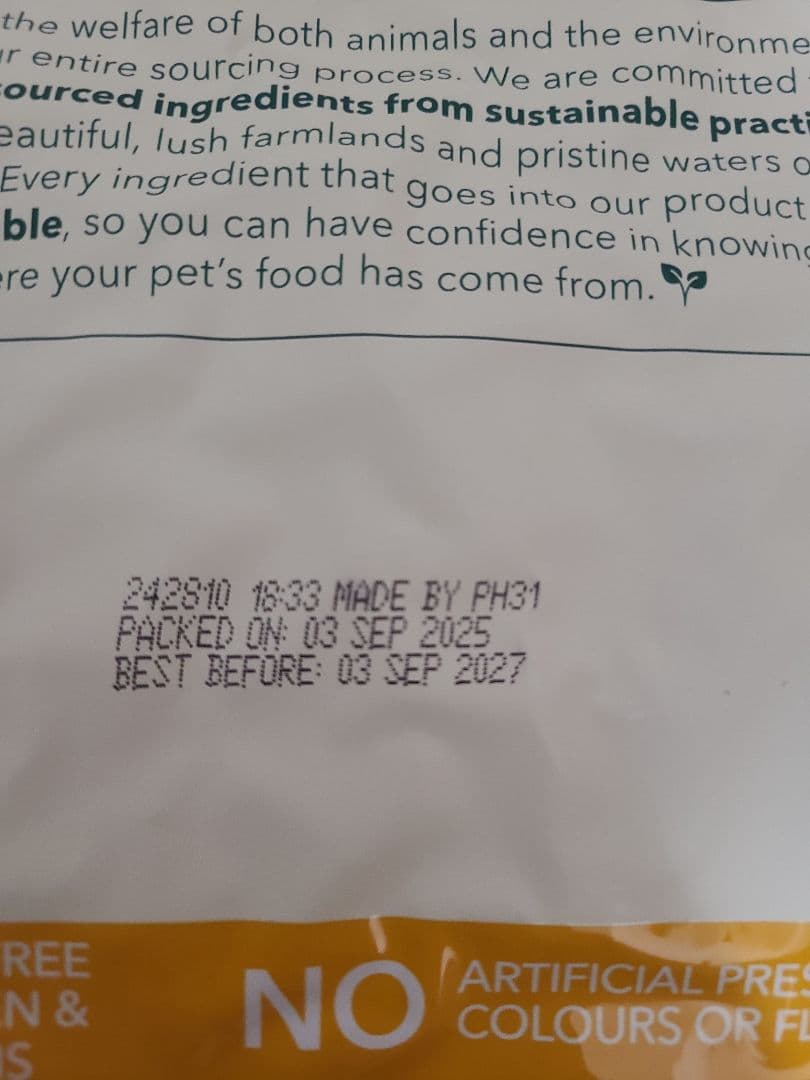 the welfare of both animals and the environme
r entire sourcing process. We are committed
ourced ingredients from sustainable practi
eautiful, lush farmlands and pristine waters o
Every ingredient that goes into our product
ble, so you can have confidence in knowing
re your pet's food has come from.
242810 16:33 MADE BY PH31
PACKED ON: 03 SEP 2025
BEST BEFORE: 03 SEP 2027
REE
N &
S
NO
ARTIFICIAL PRES
COLOURS OR FL